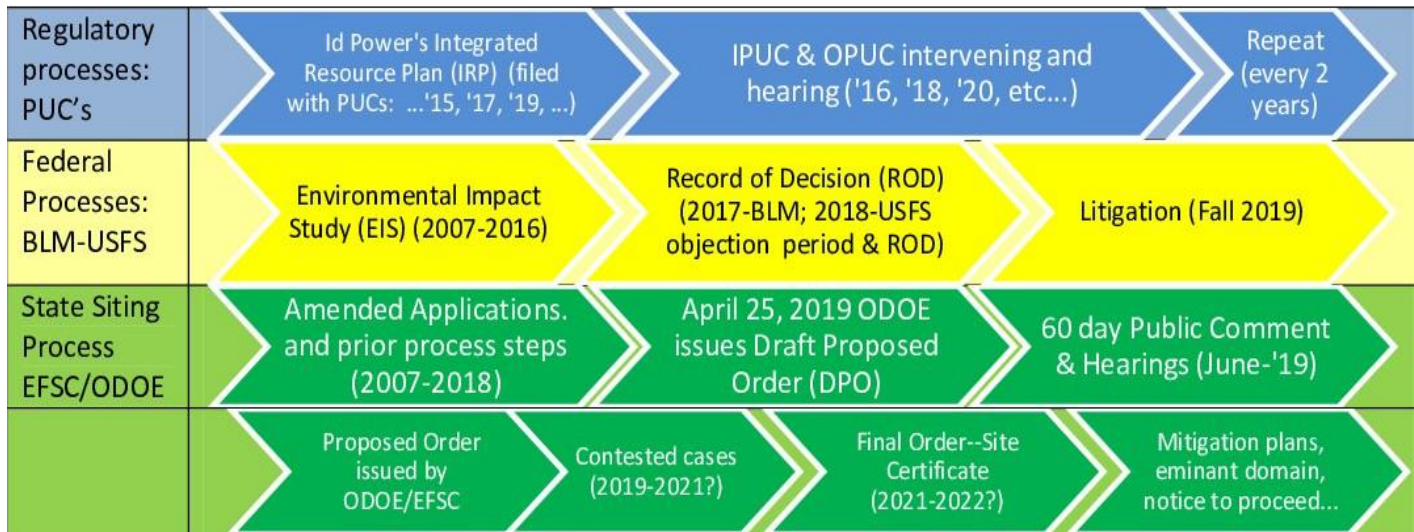 Regulatory
processes:
PUC’s
Id Power's Integrated
Resource Plan (IRP) (filed
with PUCs: ...'15, '17, '19, ...)
IPUC & OPUC intervening and
hearing ('16, '18, '20, etc...)
Repeat
(every 2
years)
Federal
Processes:
BLM-USFS
Environmental Impact
Study (EIS) (2007-2016)
Record of Decision (ROD)
(2017-BLM; 2018-USFS
objection period & ROD)
Litigation (Fall 2019)
State Siting
Process
EFSC/ODOE
Amended Applications.
and prior process steps
(2007-2018)
April 25, 2019 ODOE
issues Draft Proposed
Order (DPO)
60 day Public Comment
& Hearings (June-'19)
Proposed Order
issued by
ODOE/EFSC
Contested cases
(2019-2021?)
Final Order--Site
Certificate
(2021-2022?)
Mitigation plans,
eminant domain,
notice to proceed...